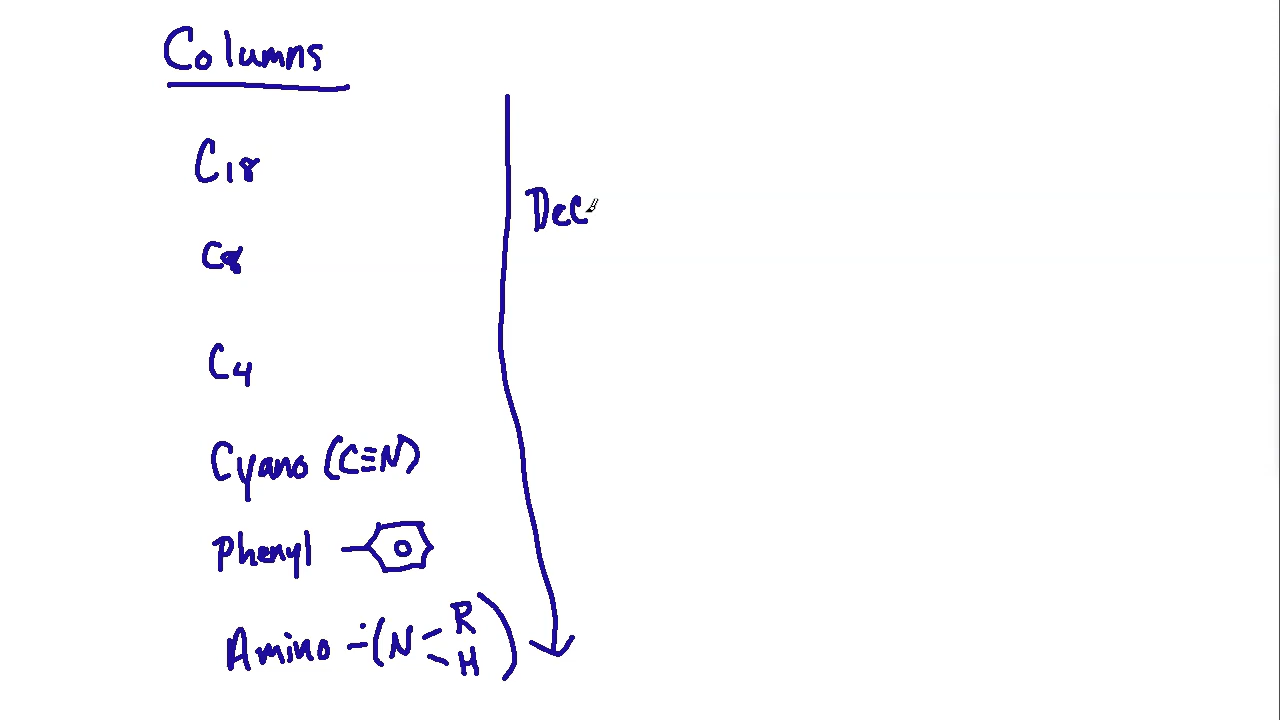 Columns
C18
C8
C4
Cyano (C≡N)
Phenyl
Amino -(N R H)
Dec